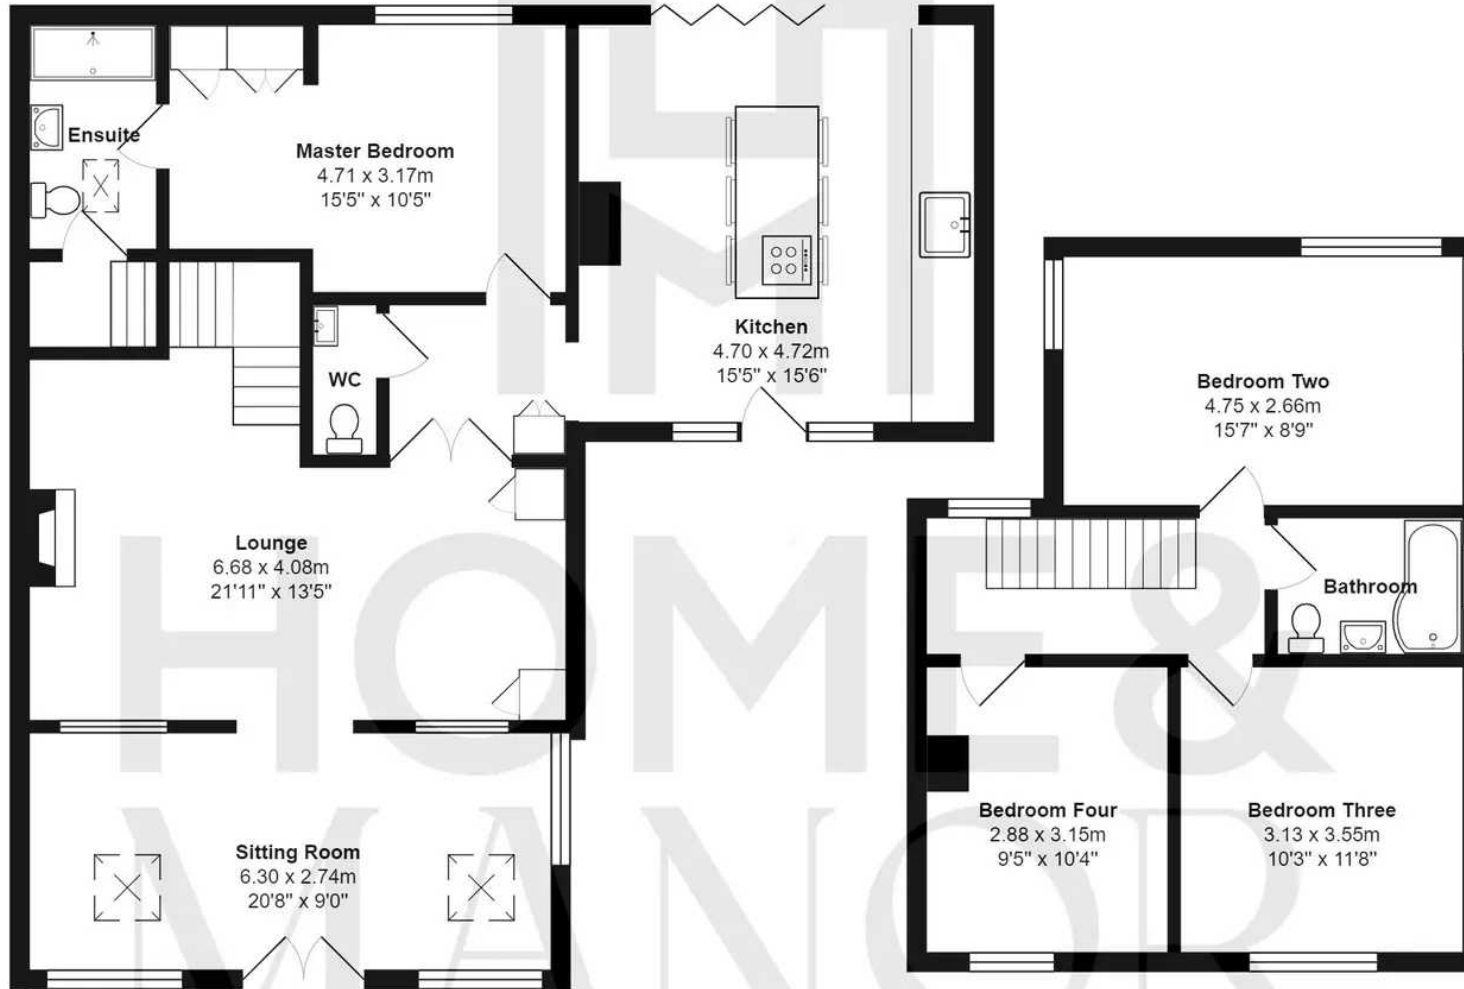 Ensuite
Master Bedroom
4.71 x 3.17m
15'5" x 10'5"
Kitchen
4.70 x 4.72m
15'5" x 15'6"
WC
Lounge
6.68 x 4.08m
21'11" x 13'5"
Sitting Room
6.30 x 2.74m
20'8" x 9'0"
Bedroom Two
4.75 x 2.66m
15'7" x 8'9"
Bathroom
Bedroom Four
2.88 x 3.15m
9'5" x 10'4"
Bedroom Three
3.13 x 3.55m
10'3" x 11'8"
HOME &
MANOR